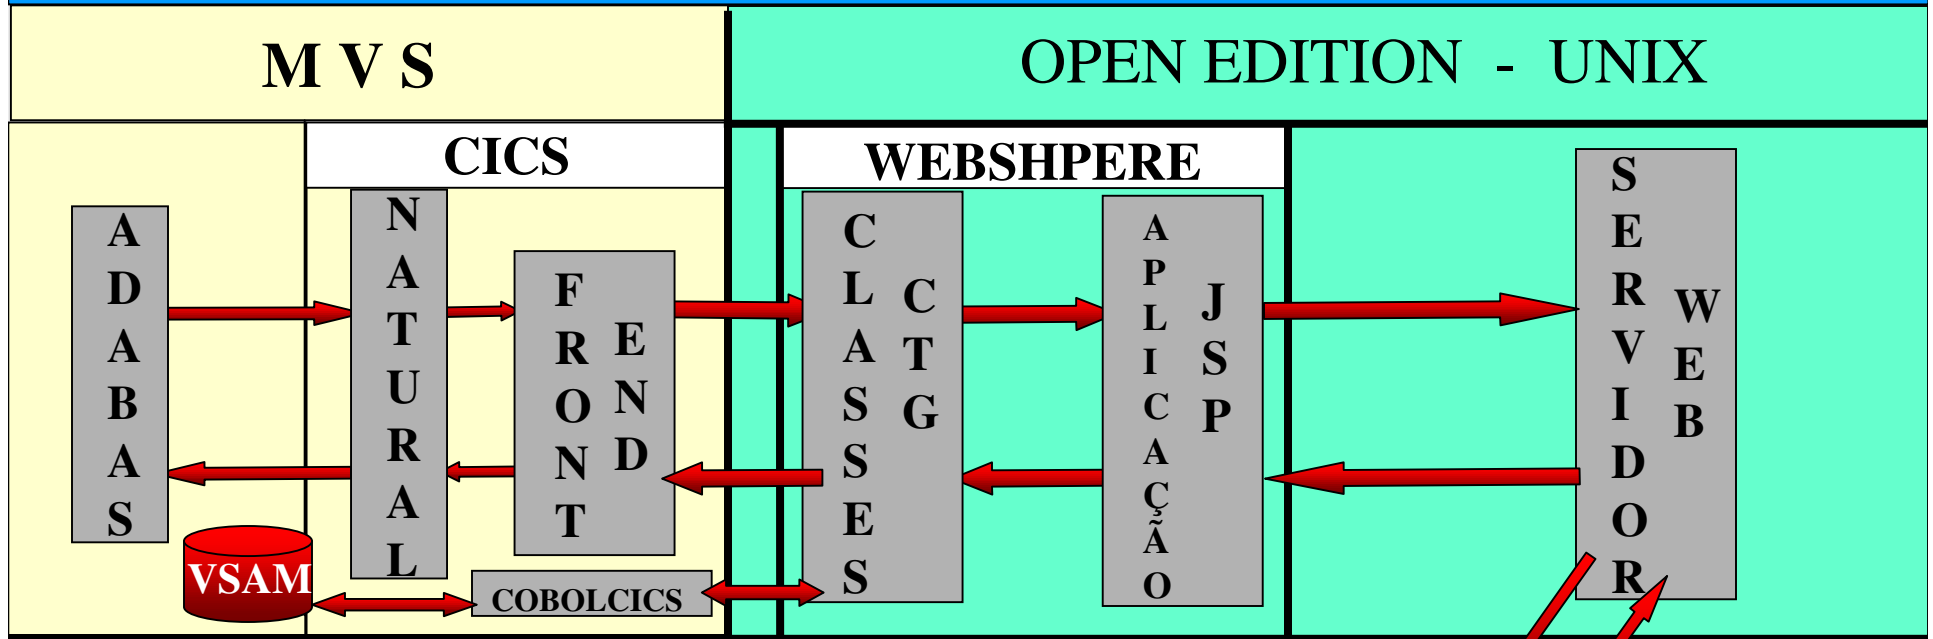 M V S
OPEN EDITION - UNIX
CICS
WEBSHPERE
ADABAS
NATURAL
FRONT
END
CLASSES
CTG
APLICAÇÃO
JSP
SERVIDOR
WEB
VSAM
COBOLCICS